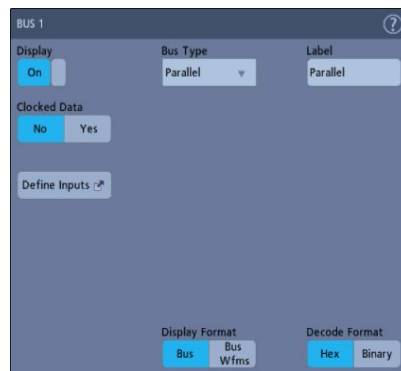 BUS 1
?
Display
Bus Type
Label
On
Parallel
Parallel
Clocked Data
No
Yes
Define Inputs
Display Format
Decode Format
Bus
Bus
Wfms
Hex
Binary